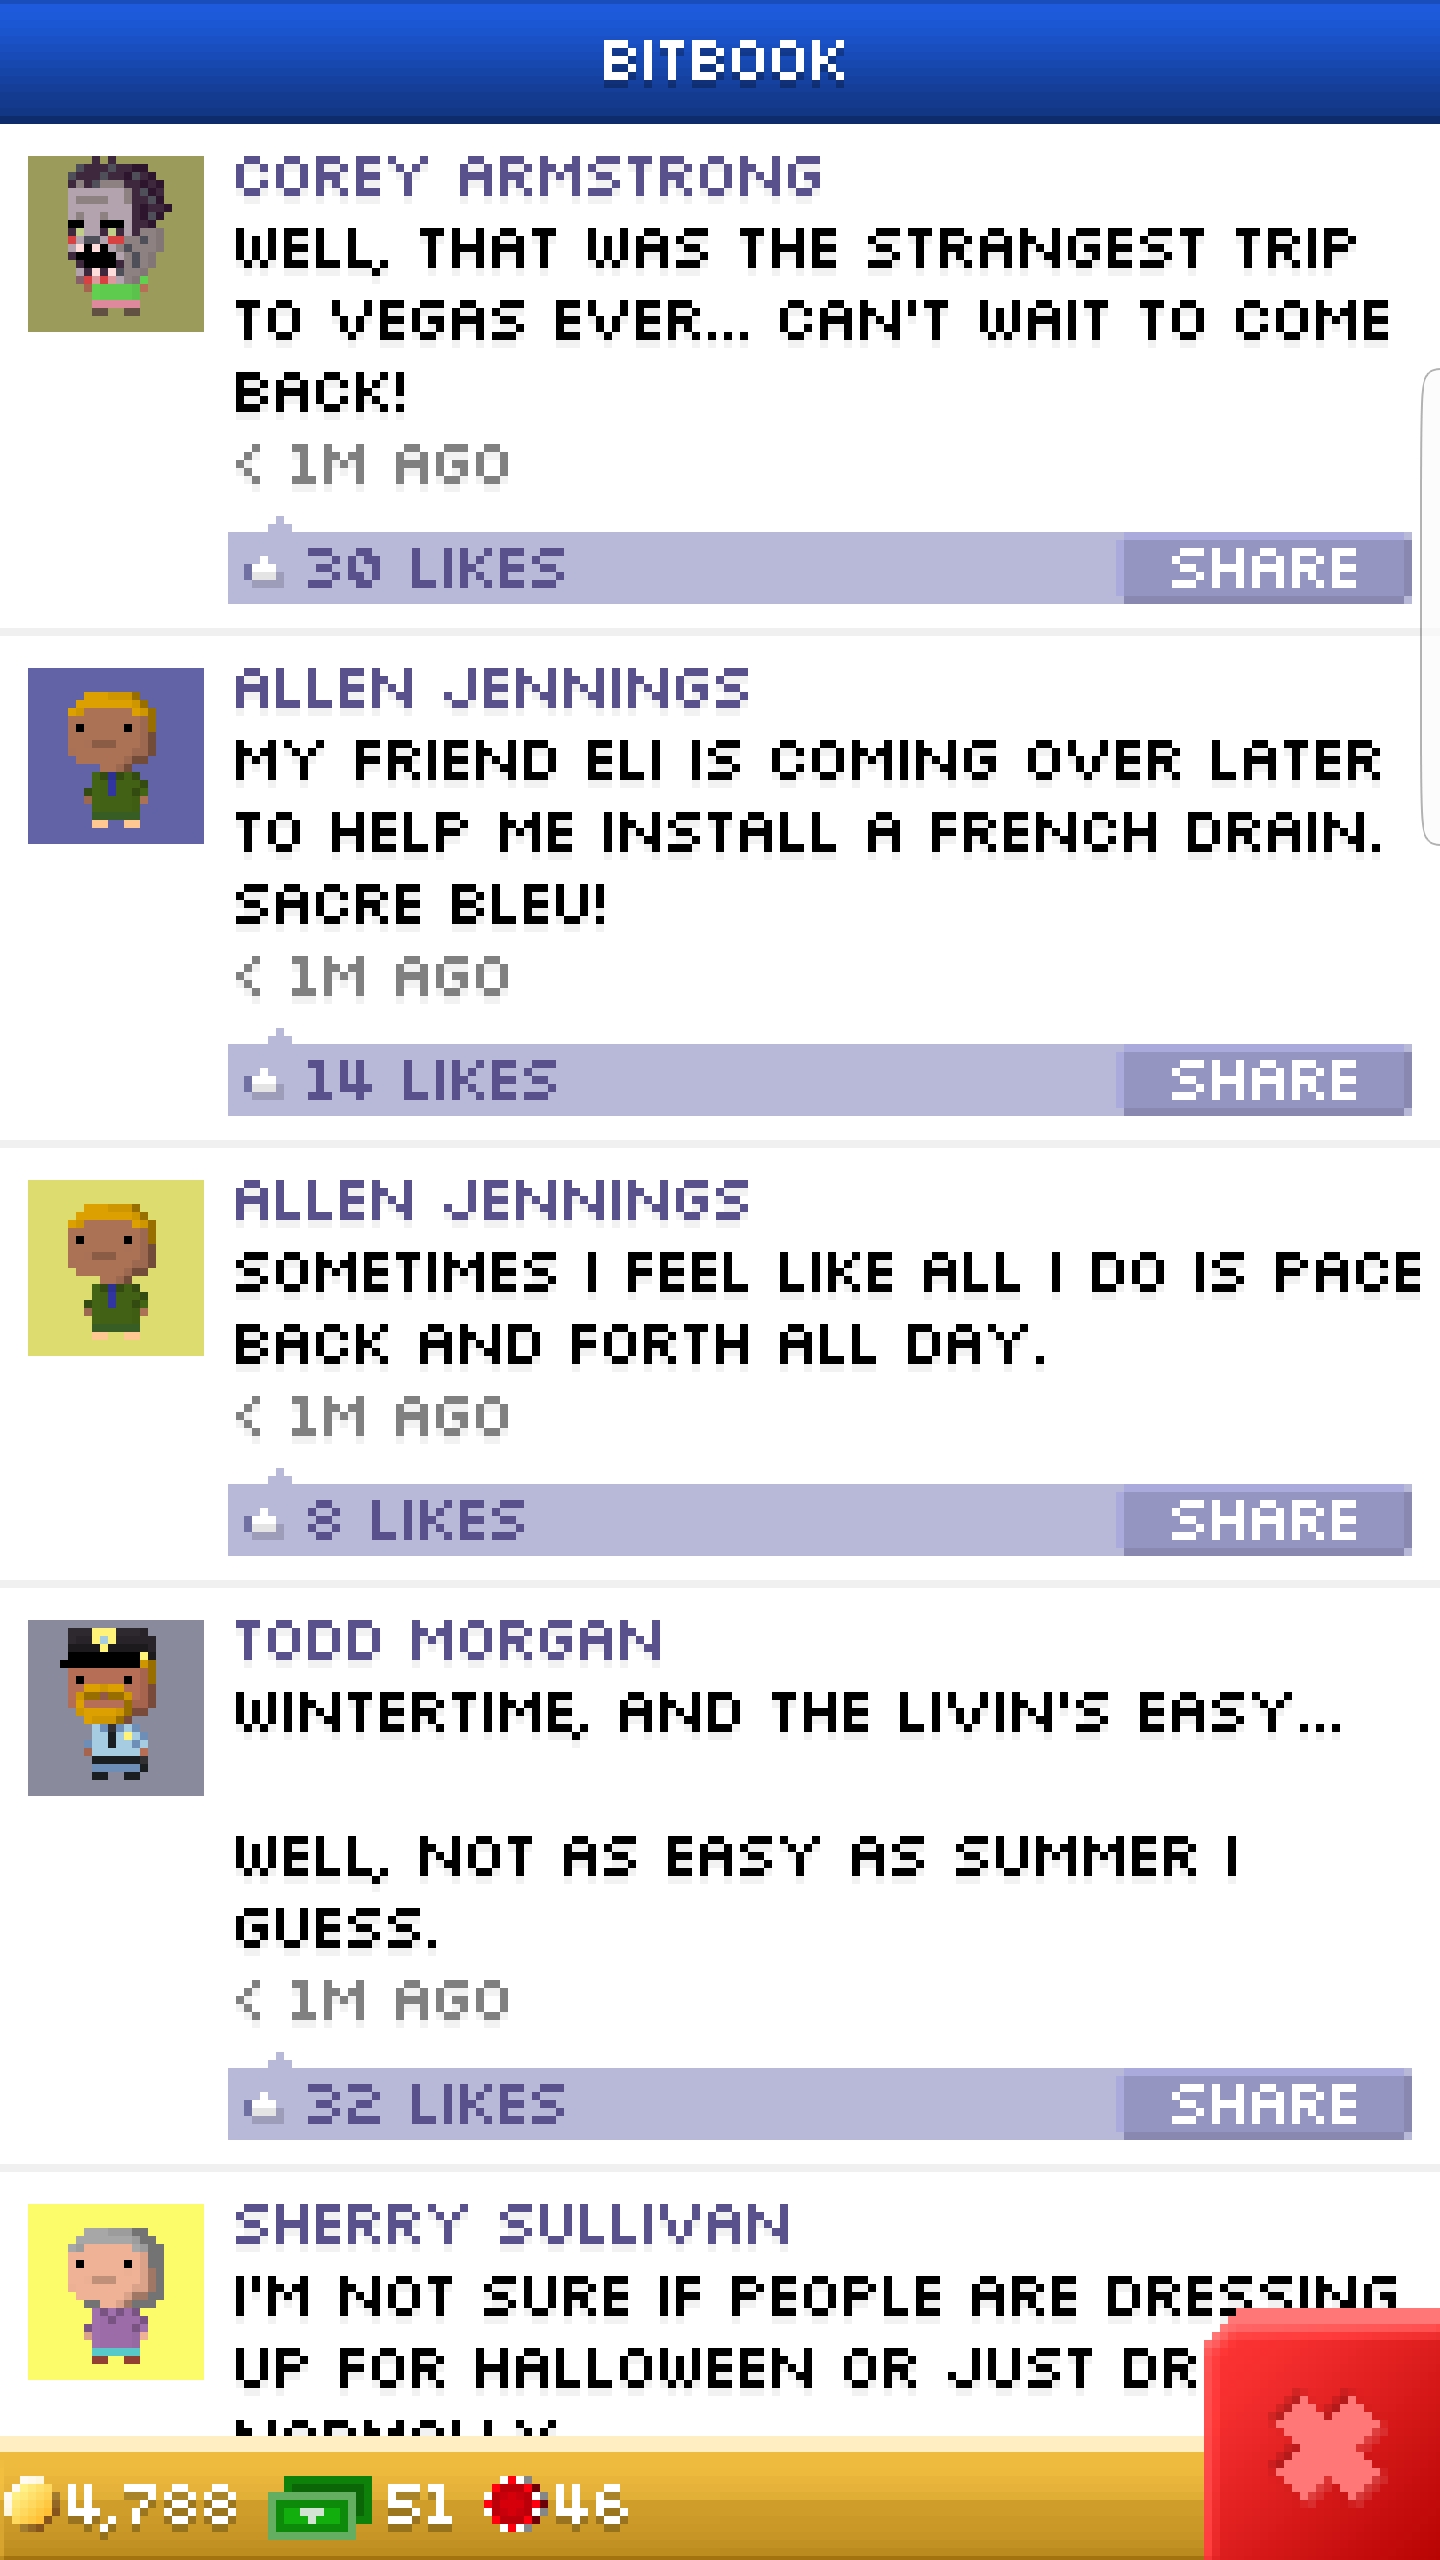 BITBOOK
COREY ARMSTRONG
WELL, THAT WAS THE STRANGEST TRIP
TO VEGAS EVER... CAN'T WAIT TO COME
BACK!
< 1M AGO
30 LIKES SHARE
ALLEN JENNINGS
MY FRIEND ELI IS COMING OVER LATER
TO HELP ME INSTALL A FRENCH DRAIN.
SACRE BLEU!
< 1M AGO
14 LIKES SHARE
ALLEN JENNINGS
SOMETIMES I FEEL LIKE ALL I DO IS PACE
BACK AND FORTH ALL DAY.
< 1M AGO
8 LIKES SHARE
TODD MORGAN
WINTERTIME, AND THE LIVIN'S EASY...
WELL, NOT AS EASY AS SUMMER I
GUESS.
< 1M AGO
32 LIKES SHARE
SHERRY SULLIVAN
I'M NOT SURE IF PEOPLE ARE DRESSING
UP FOR HALLOWEEN OR JUST DR
NORMALLY
4,788 51 46